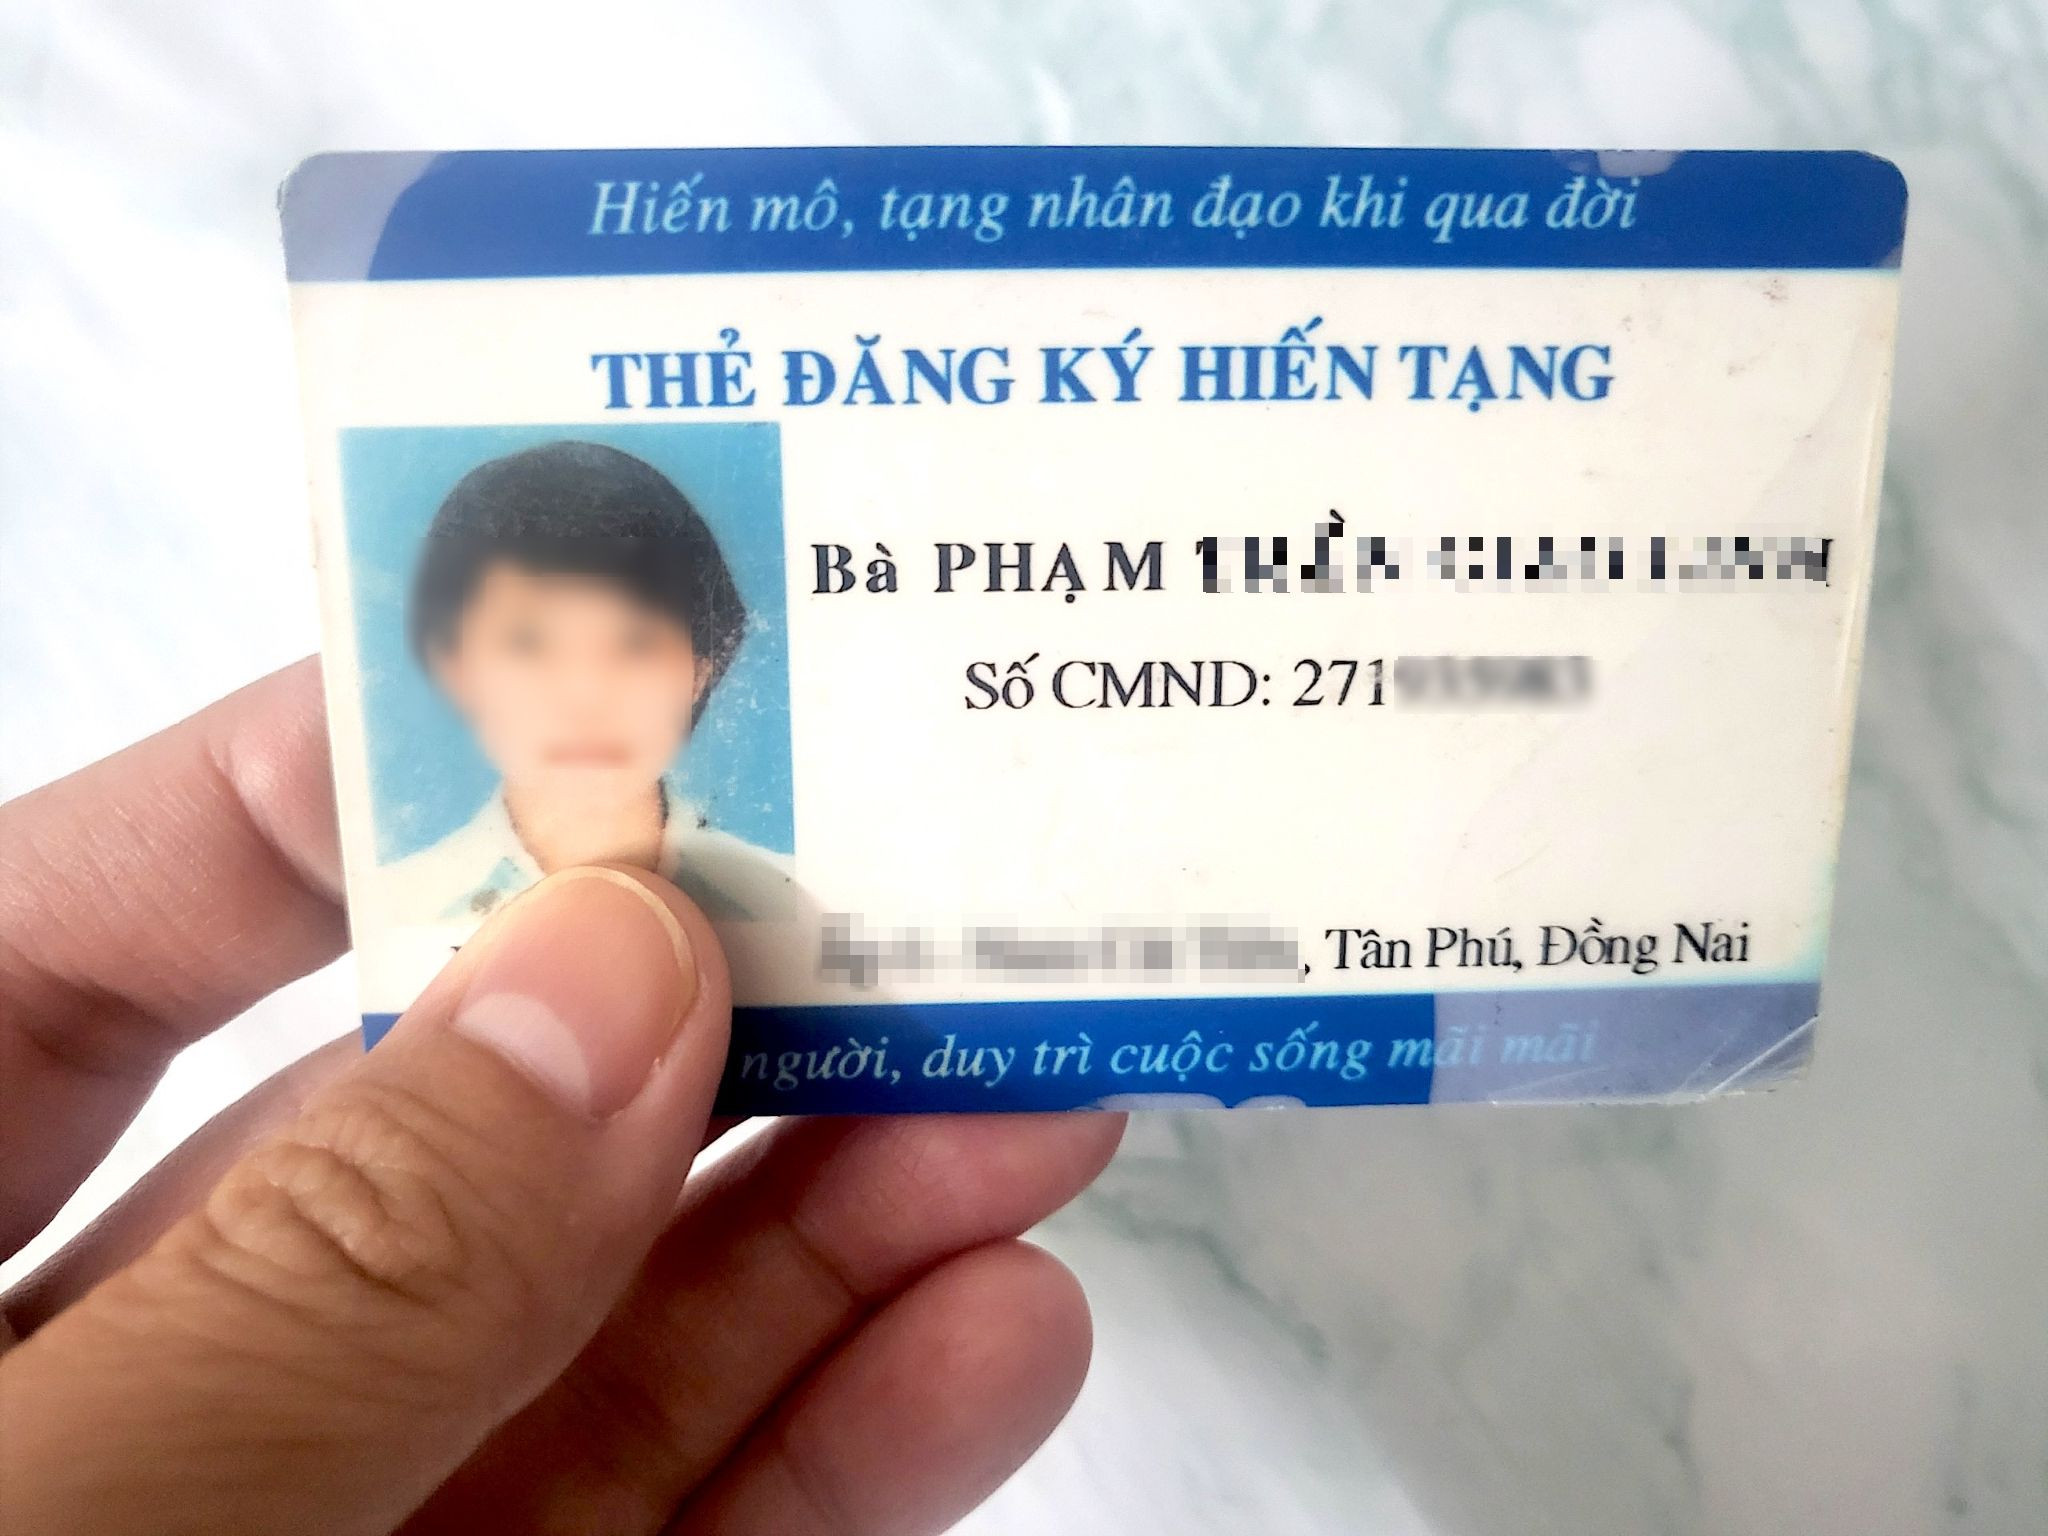 Hiến mô, tạng nhân đạo khi qua đời
THẺ ĐĂNG KÝ HIẾN TẠNG
Bà PHẠM
Số CMND: 271
, Tân Phú, Đồng Nai
người, duy trì cuộc sống mãi mãi